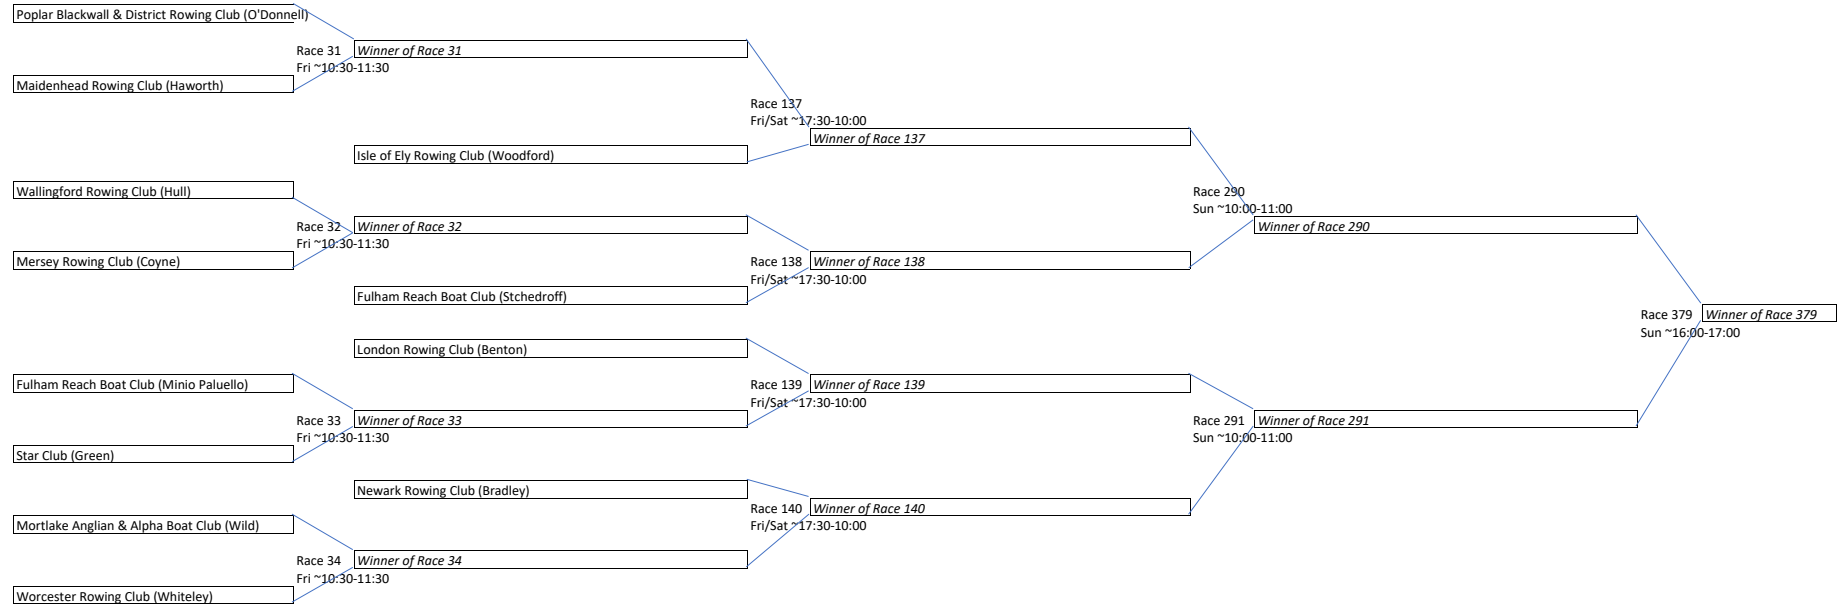 Poplar Blackwall & District Rowing Club (O'Donnell)
Race 31
Winner of Race 31
Fri ~10:30-11:30
Maidenhead Rowing Club (Haworth)
Race 137
Fri/Sat ~17:30-10:00
Winner of Race 137
Isle of Ely Rowing Club (Woodford)
Wallingford Rowing Club (Hull)
Race 290
Sun ~10:00-11:00
Race 32
Winner of Race 32
Winner of Race 290
Fri ~10:30-11:30
Mersey Rowing Club (Coyne)
Race 138
Winner of Race 138
Fri/Sat ~17:30-10:00
Fulham Reach Boat Club (Stchedroff)
Race 379
Winner of Race 379
Sun ~16:00-17:00
London Rowing Club (Benton)
Fulham Reach Boat Club (Minio Paluello)
Race 139
Winner of Race 139
Fri/Sat ~17:30-10:00
Race 33
Winner of Race 33
Race 291
Winner of Race 291
Fri ~10:30-11:30
Sun ~10:00-11:00
Star Club (Green)
Newark Rowing Club (Bradley)
Race 140
Winner of Race 140
Fri/Sat ~17:30-10:00
Mortlake Anglian & Alpha Boat Club (Wild)
Race 34
Winner of Race 34
Fri ~10:30-11:30
Worcester Rowing Club (Whiteley)